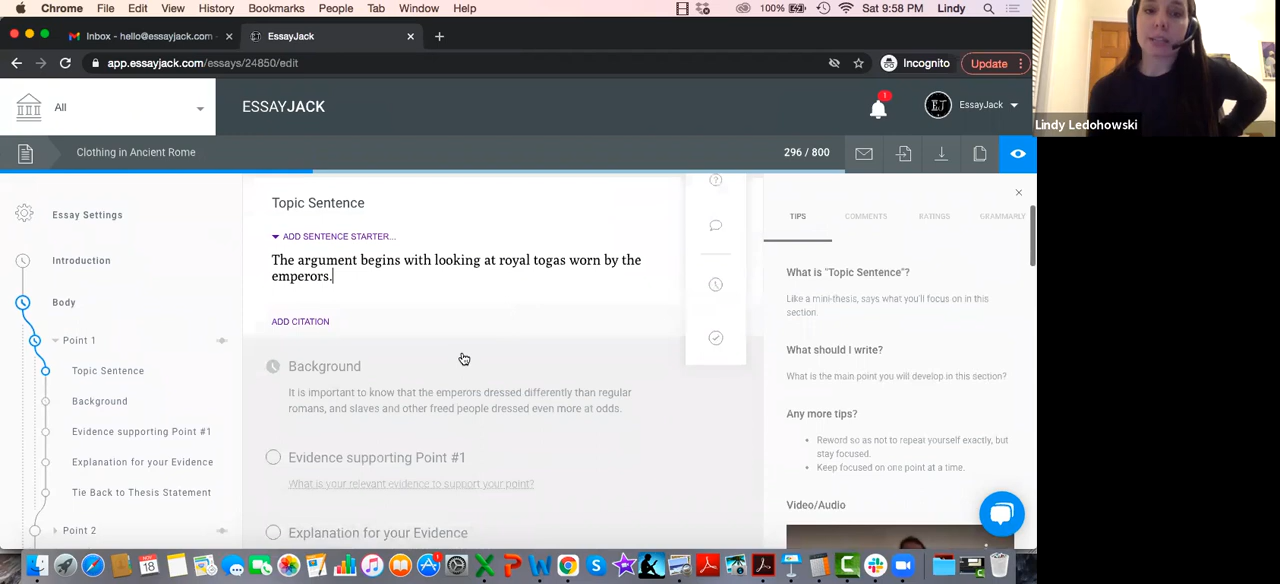 Chrome File Edit View History Bookmarks People Tab Window Help
100% Sat 9:58 PM Lindy
Inbox - hello@essayjack.com
EssayJack
app.essayjack.com/essays/24850/edit
Incognito
Update
All
ESSAYJACK
1
EJ
EssayJack
Lindy Ledohowski
Clothing in Ancient Rome
296 / 800
Essay Settings
Introduction
Body
Point 1
Topic Sentence
Background
Evidence supporting Point #1
Explanation for your Evidence
Tie Back to Thesis Statement
Point 2
Topic Sentence
ADD SENTENCE STARTER...
The argument begins with looking at royal togas worn by the
emperors.
ADD CITATION
Background
It is important to know that the emperors dressed differently than regular
romans, and slaves and other freed people dressed even more at odds.
Evidence supporting Point #1
What is your relevant evidence to support your point?
Explanation for your Evidence
TIPS
COMMENTS
RATINGS
GRAMMARLY
What is "Topic Sentence"?
Like a mini-thesis, says what you'll focus on in this
section.
What should I write?
What is the main point you will develop in this section?
Any more tips?
Reword so as not to repeat yourself exactly, but
stay focused.
Keep focused on one point at a time.
Video/Audio
NOV
18